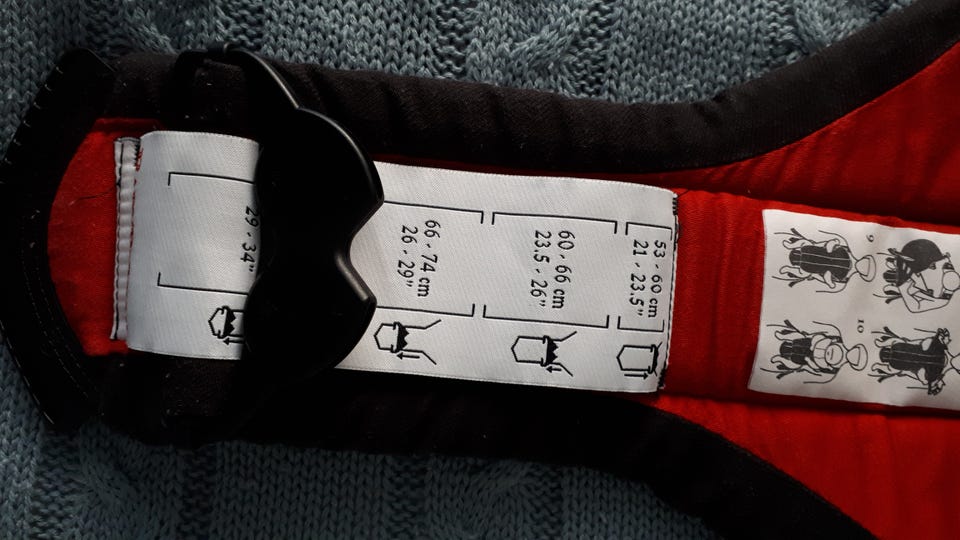 53 - 60 cm
21 - 23.5"
60 - 66 cm
23.5 - 26"
66 - 74 cm
26 - 29"
29 - 34"
9
10